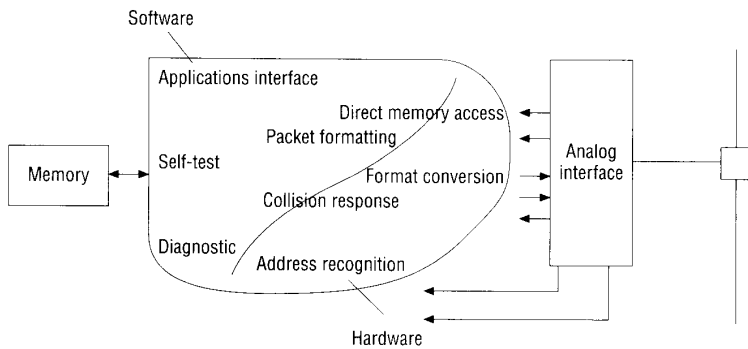 Software
Applications interface
Direct memory access
Packet formatting
Analog
interface
Memory
Self-test
Format conversion
Collision response
Diagnostic
Address recognition
Hardware